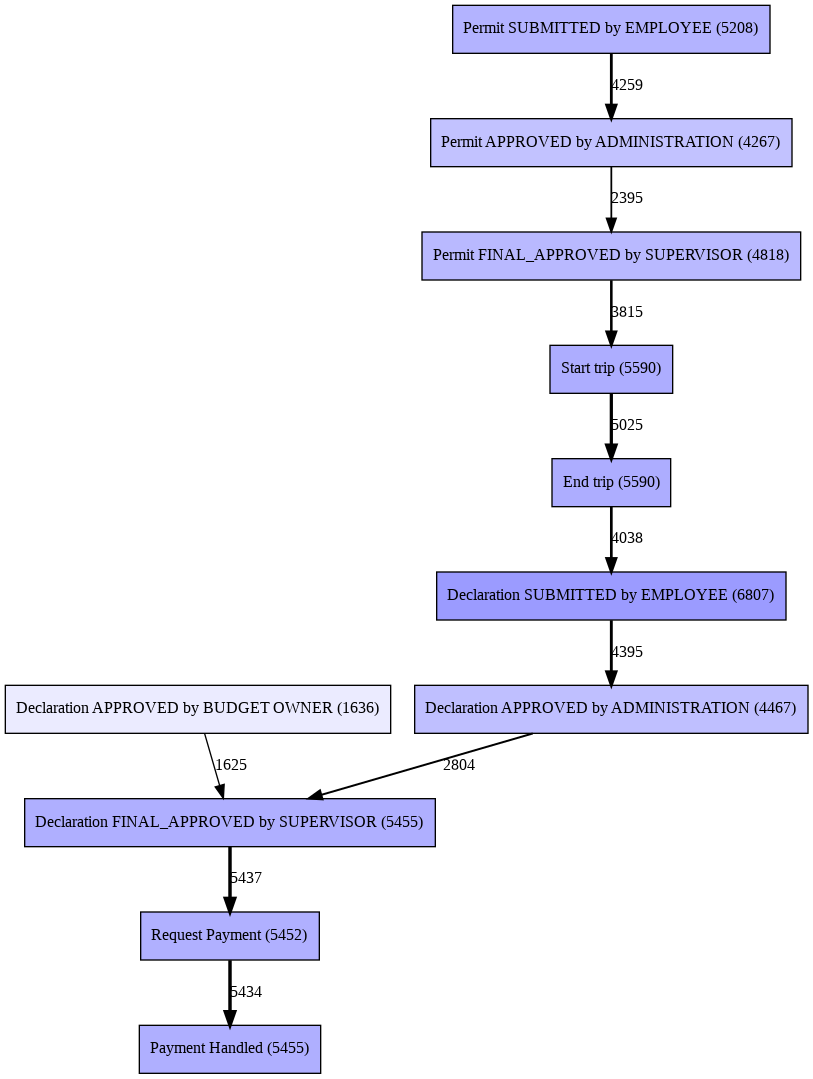 Permit SUBMITTED by EMPLOYEE (5208)
4259
Permit APPROVED by ADMINISTRATION (4267)
2395
Permit FINAL_APPROVED by SUPERVISOR (4818)
3815
Start trip (5590)
5025
End trip (5590)
4038
Declaration SUBMITTED by EMPLOYEE (6807)
4395
Declaration APPROVED by BUDGET OWNER (1636)
Declaration APPROVED by ADMINISTRATION (4467)
1625
2804
Declaration FINAL_APPROVED by SUPERVISOR (5455)
5437
Request Payment (5452)
5434
Payment Handled (5455)